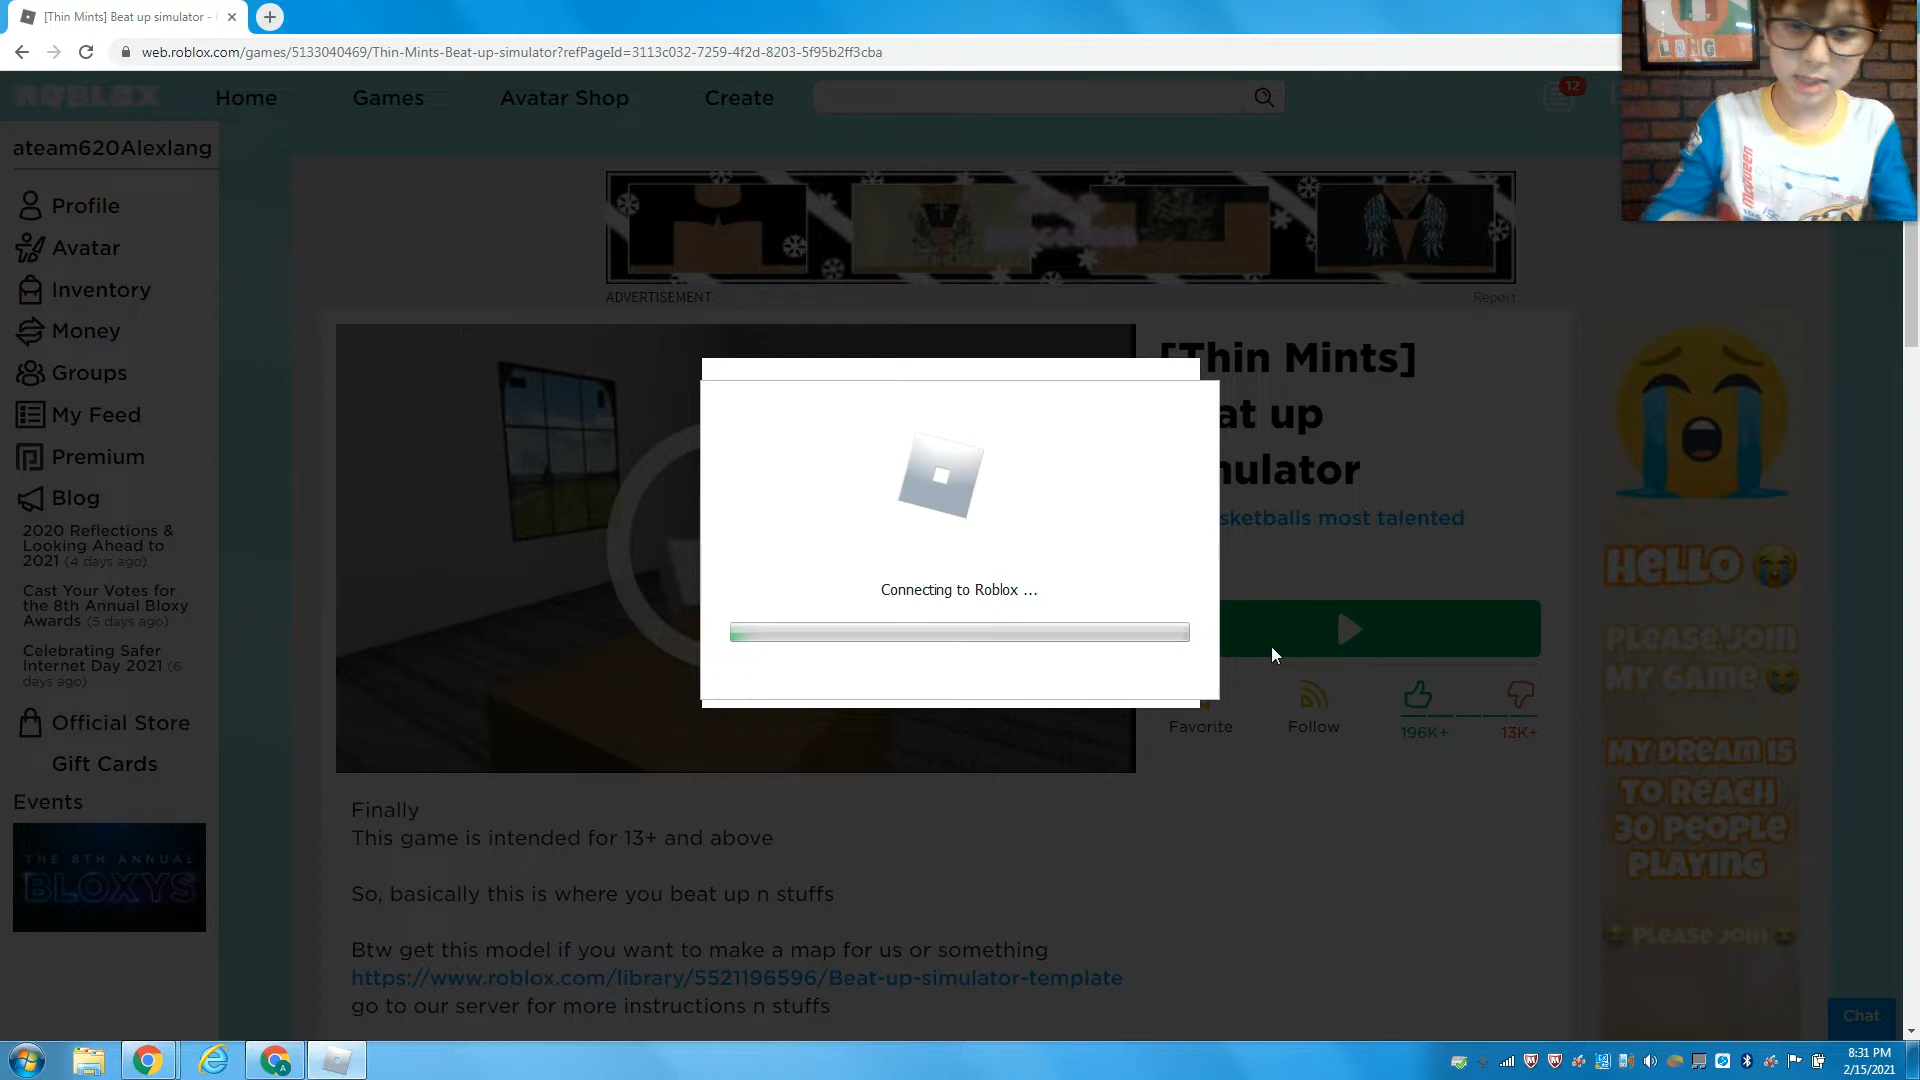 [Thin Mints] Beat up simulator -
web.roblox.com/games/5133040469/Thin-Mints-Beat-up-simulator?refPageId=3113c032-7259-4f2d-8203-5f95b2ff3cba
ROBLOX Home Games Avatar Shop Create 12
ateam620Alexlang
Profile
Avatar
Inventory
Money
Groups
My Feed
Premium
Blog
2020 Reflections &
Looking Ahead to
2021 (4 days ago)
Cast Your Votes for
the 8th Annual Bloxy
Awards (5 days ago)
Celebrating Safer
Internet Day 2021 (6
days ago)
Official Store
Gift Cards
Events
THE 8TH ANNUAL
BLOXYS
ADVERTISEMENT Report
[Thin Mints]
at up
nulator
sketballs most talented
Connecting to Roblox ...
Favorite Follow 196K+ 13K+
Finally
This game is intended for 13+ and above
So, basically this is where you beat up n stuffs
Btw get this model if you want to make a map for us or something
https://www.roblox.com/library/5521196596/Beat-up-simulator-template
go to our server for more instructions n stuffs
HELLO
PLEASE JOIN
MY GAME
MY DREAM IS
TO REACH
30 PEOPLE
PLAYING
PLEASE JOIN
Chat
LNG
McQUEEN
8:31 PM
2/15/2021